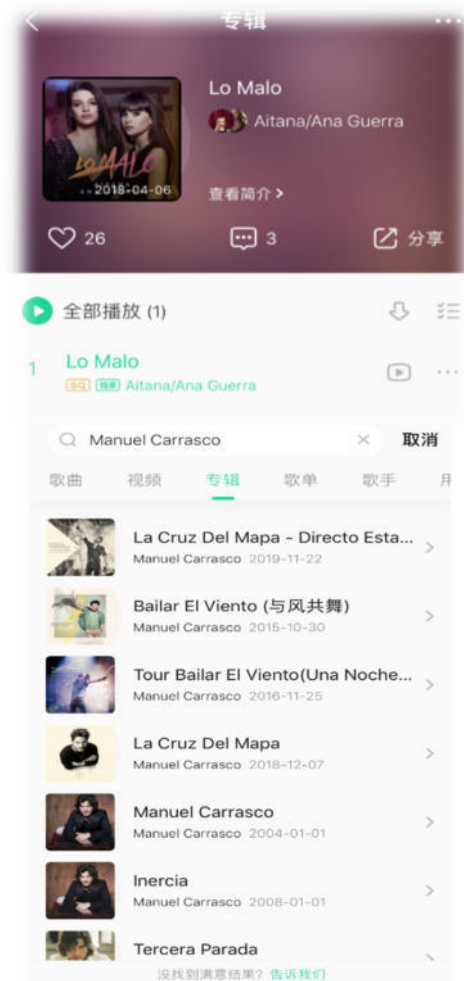 专辑
Lo Malo
Aitana/Ana Guerra
LO MALO
2018-04-06
查看简介 >
26
3
分享
全部播放 (1)
1 Lo Malo
SQ 独家 Aitana/Ana Guerra
Manuel Carrasco
取消
歌曲 视频 专辑 歌单 歌手 用
La Cruz Del Mapa - Directo Esta...
Manuel Carrasco 2019-11-22
Bailar El Viento (与风共舞)
Manuel Carrasco 2015-10-30
Tour Bailar El Viento(Una Noche...
Manuel Carrasco 2016-11-25
La Cruz Del Mapa
Manuel Carrasco 2018-12-07
Manuel Carrasco
Manuel Carrasco 2004-01-01
Inercia
Manuel Carrasco 2008-01-01
Tercera Parada
没找到满意结果? 告诉我们